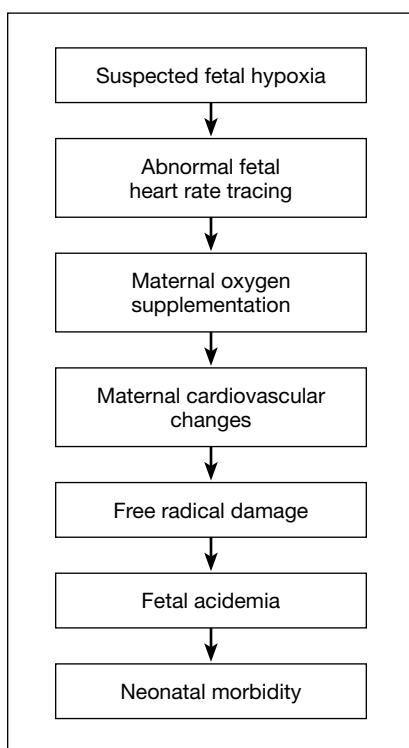 Suspected fetal hypoxia
Abnormal fetal
heart rate tracing
Maternal oxygen
supplementation
Maternal cardiovascular
changes
Free radical damage
Fetal acidemia
Neonatal morbidity